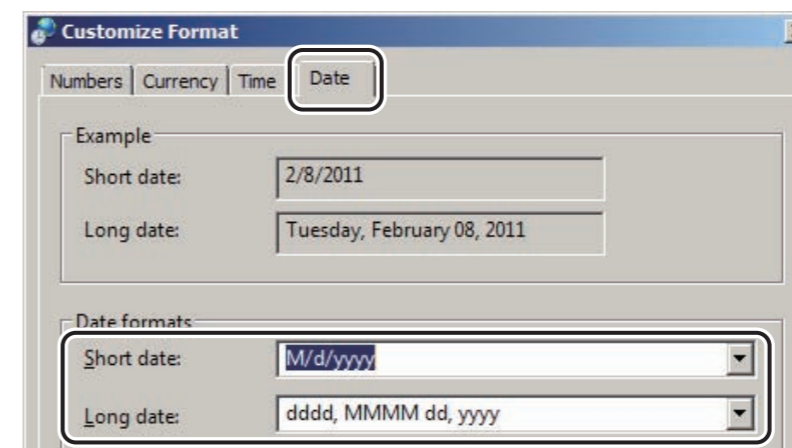 Customize Format
Numbers Currency Time Date
Example
Short date: 2/8/2011
Long date: Tuesday, February 08, 2011
Date formats
Short date: M/d/yyyy
Long date: dddd, MMMM dd, yyyy